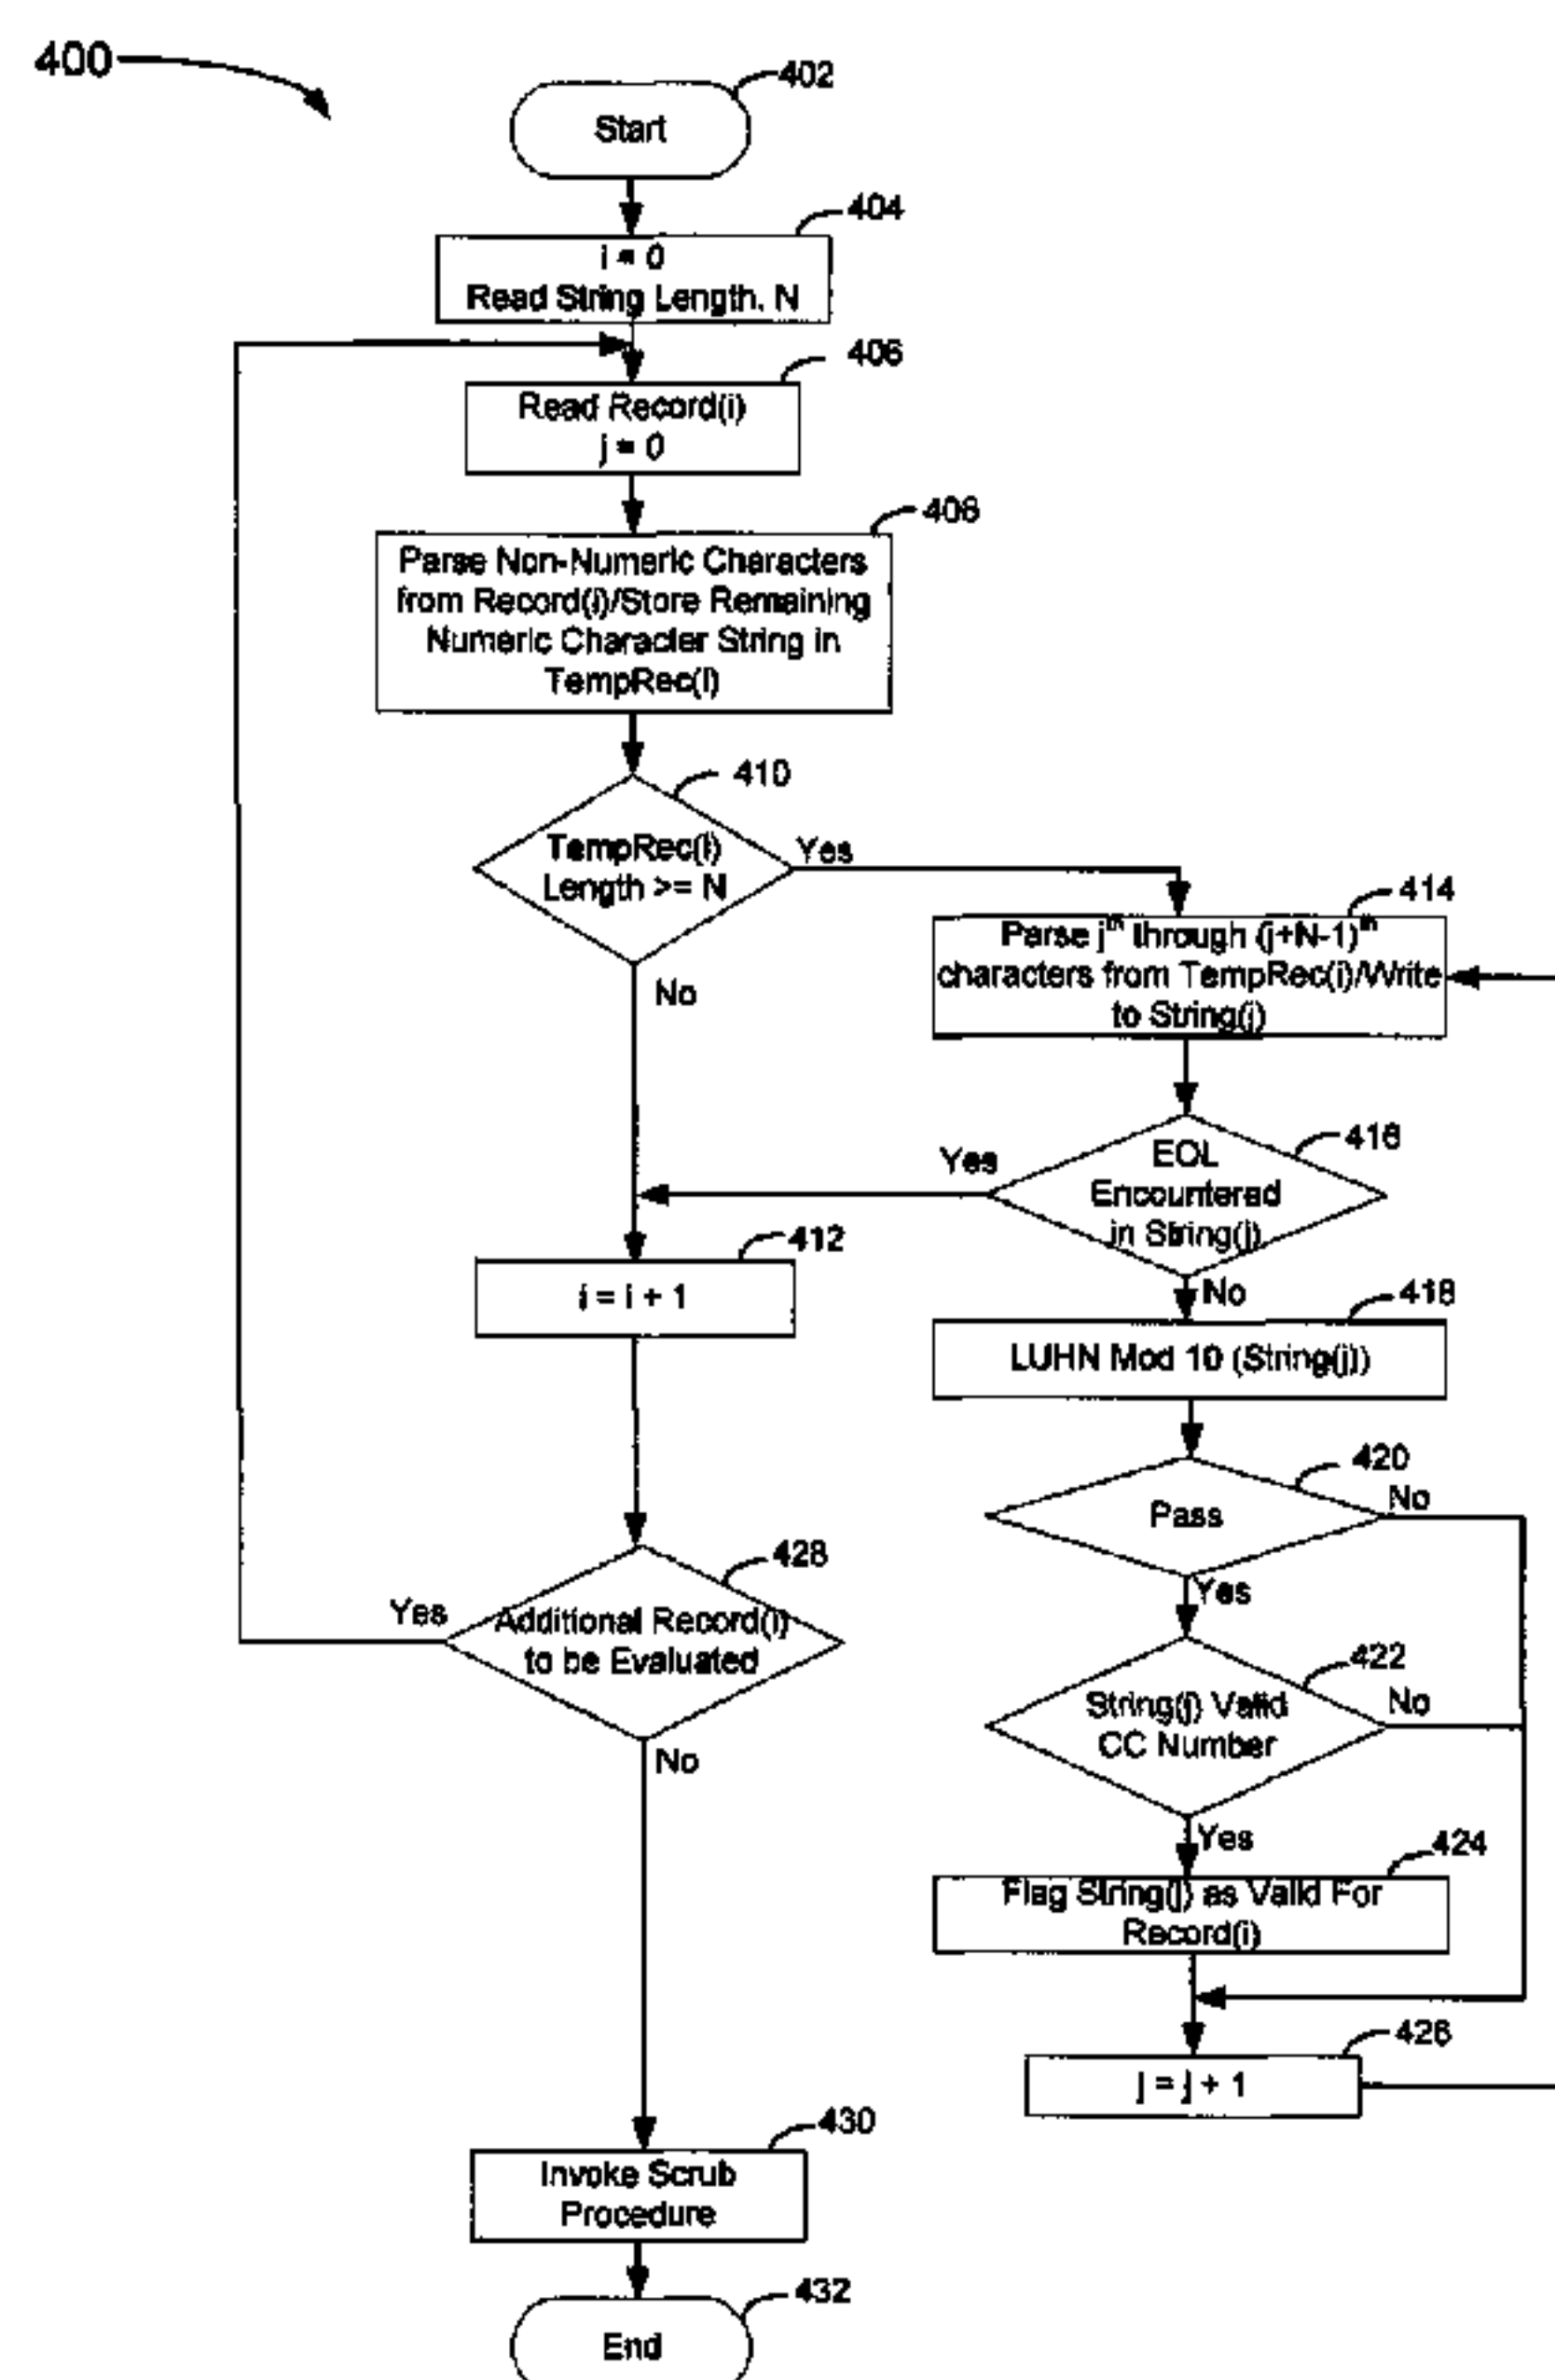 400
402
Start
404
i = 0
Read String Length, N
406
Read Record(i)
j = 0
408
Parse Non-Numeric Characters
from Record(i)/Store Remaining
Numeric Character String in
TempRec(i)
410
TempRec(i)
Length >= N
Yes
No
414
Parse jth through (j+N-1)th
characters from TempRec(i)/Write
to String(j)
416
EOL
Encountered
in String(j)
Yes
No
412
i = i + 1
418
LUHN Mod 10 (String(j))
420
Pass
No
Yes
428
Additional Record(i)
to be Evaluated
Yes
No
422
String(j) Valid
CC Number
No
Yes
424
Flag String(j) as Valid For
Record(i)
426
j = j + 1
430
Invoke Scrub
Procedure
432
End